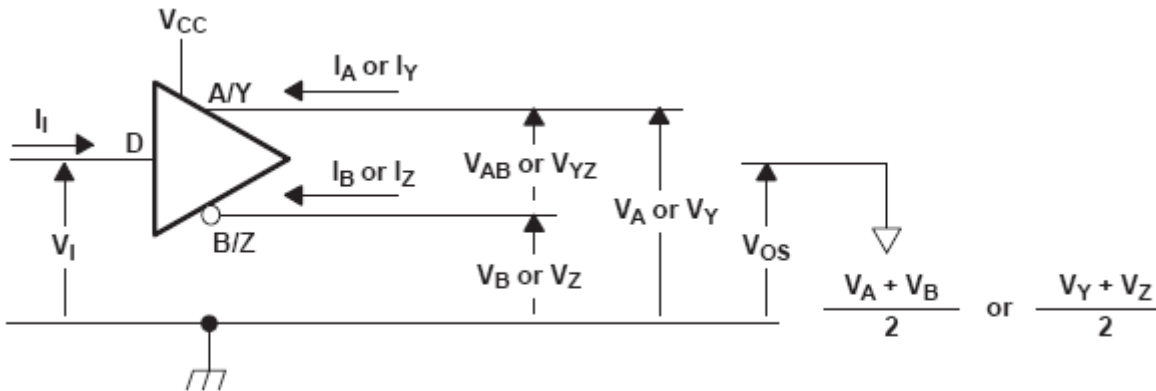 VCC
IA or IY
A/Y
II
D
IB or IZ
VAB or VYZ
VA or VY
B/Z
VI
VOS
VB or VZ
VA + VB
2
or
VY + VZ
2